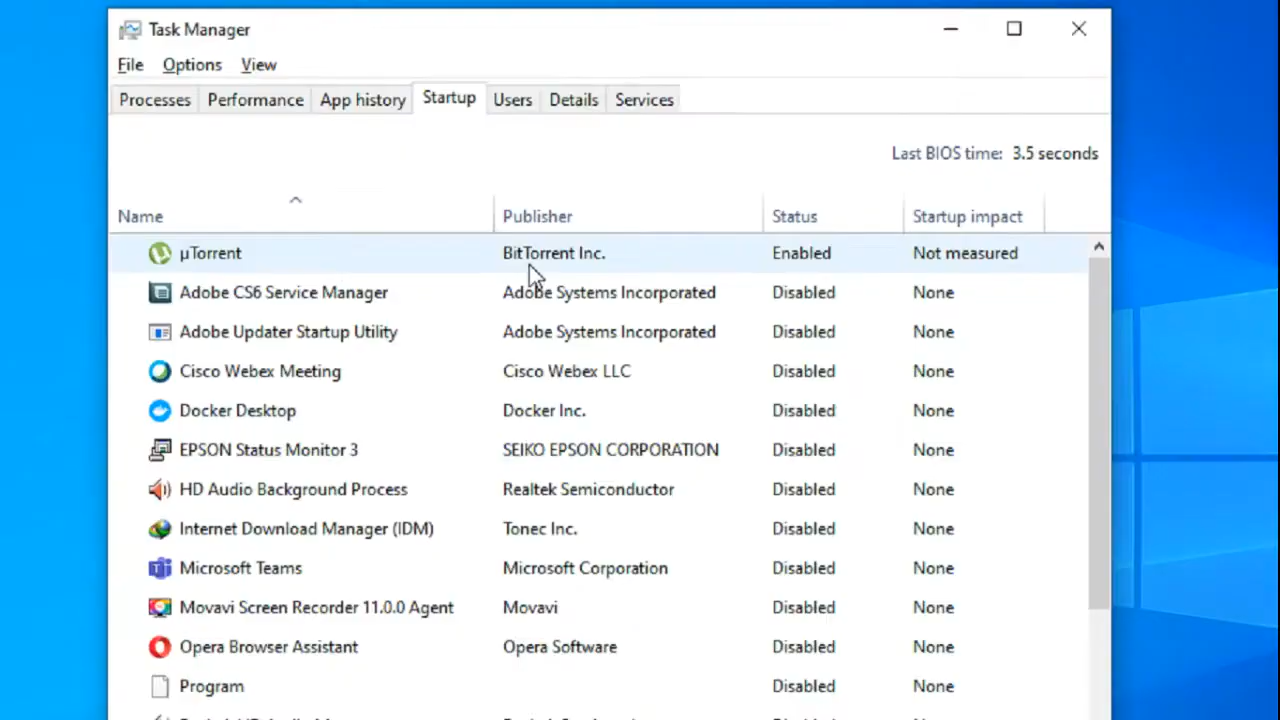 Task Manager
File Options View
Processes Performance App history Startup Users Details Services
Last BIOS time: 3.5 seconds
Name Publisher Status Startup impact
µTorrent BitTorrent Inc. Enabled Not measured
Adobe CS6 Service Manager Adobe Systems Incorporated Disabled None
Adobe Updater Startup Utility Adobe Systems Incorporated Disabled None
Cisco Webex Meeting Cisco Webex LLC Disabled None
Docker Desktop Docker Inc. Disabled None
EPSON Status Monitor 3 SEIKO EPSON CORPORATION Disabled None
HD Audio Background Process Realtek Semiconductor Disabled None
Internet Download Manager (IDM) Tonec Inc. Disabled None
Microsoft Teams Microsoft Corporation Disabled None
Movavi Screen Recorder 11.0.0 Agent Movavi Disabled None
Opera Browser Assistant Opera Software Disabled None
Program Disabled None